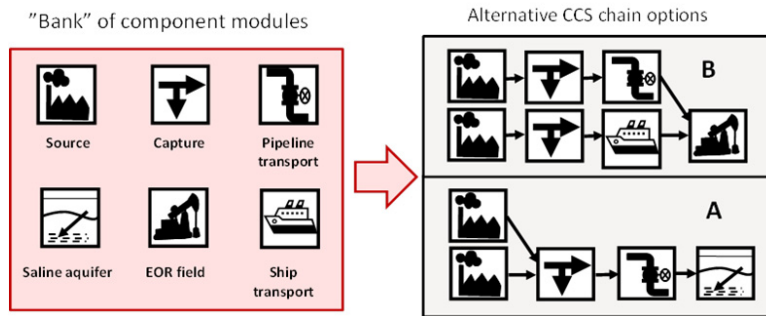 ”Bank” of component modules
Alternative CCS chain options
Source
Capture
Pipeline
transport
Saline aquifer
EOR field
Ship
transport
B
A